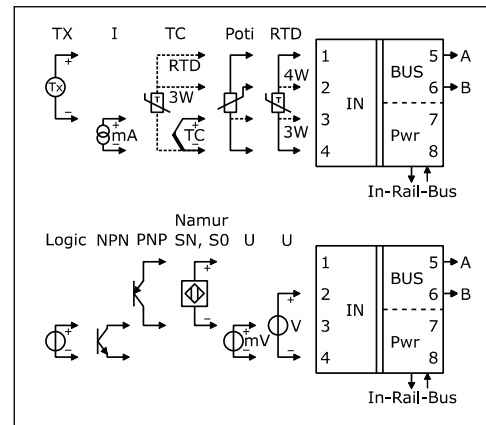 TX I TC Poti RTD
+ + RTD + + 4W 1 5 A
Tx 3W T T 2 BUS 6 B
IN
− + mA − + TC − 3W 3 7
4 Pwr 8
In-Rail-Bus
Namur
Logic NPN PNP SN, S0 U U
+ 1 5 A
BUS
+ 2 6 B
IN
+ − + V 3 7
− mV − 4 Pwr 8
In-Rail-Bus